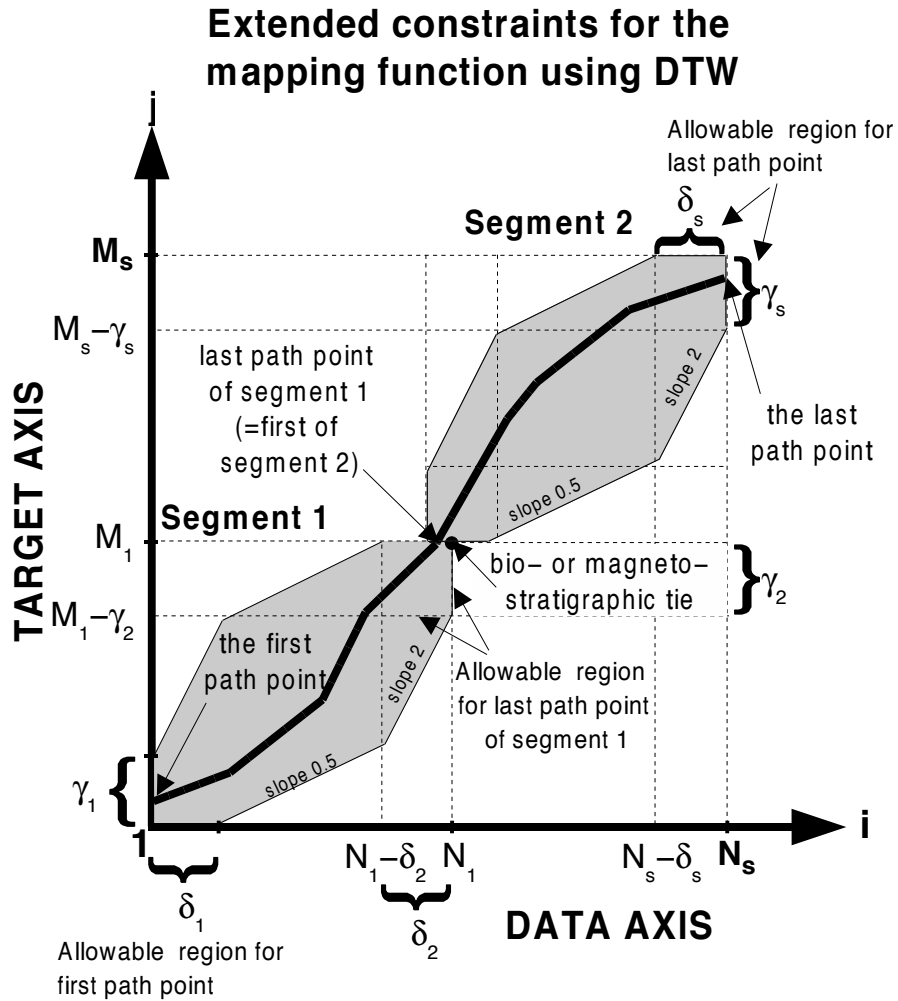 Extended constraints for the
mapping function using DTW
j
Allowable region for
last path point
δs
Segment 2
Ms
γs
Ms−γs
last path point
of segment 1
(=first of
segment 2)
slope 2
the last
path point
TARGET AXIS
slope 0.5
Segment 1
M1
bio− or magneto−
stratigraphic tie
γ2
M1−γ2
the first
path point
slope 2
Allowable region
for last path point
of segment 1
γ1
slope 0.5
1
i
N1−δ2
N1
Ns−δs
Ns
δ1
δ2
DATA AXIS
Allowable region for
first path point